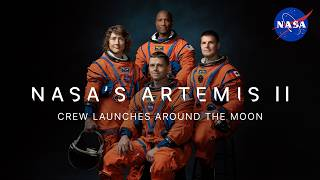 NASA
NASA'S ARTEMIS II
CREW LAUNCHES AROUND THE MOON